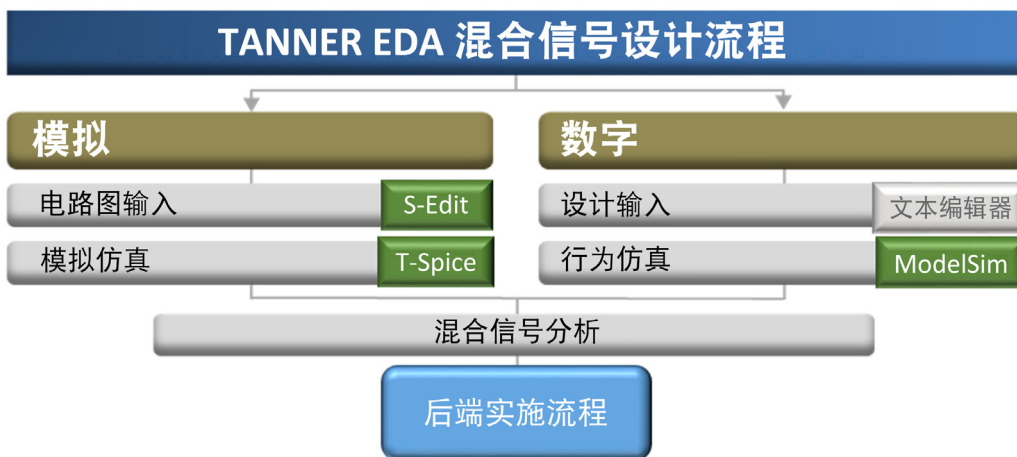 TANNER EDA 混合信号设计流程
模拟
数字
电路图输入 S-Edit
设计输入 文本编辑器
模拟仿真 T-Spice
行为仿真 ModelSim
混合信号分析
后端实施流程